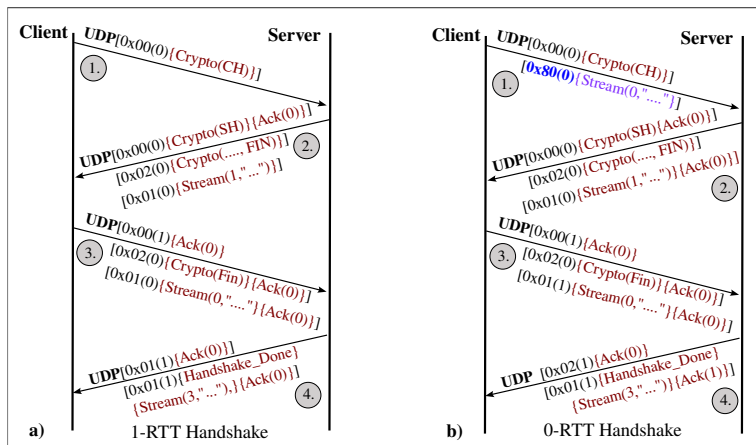 Client
Server
UDP[0x00(0){Crypto(CH)}]
1.
UDP[0x00(0){Crypto(SH)}{Ack(0)}]
[0x02(0){Crypto(...., FIN)}]
[0x01(0){Stream(1,"...")}]
2.
UDP[0x00(1){Ack(0)}
[0x02(0){Crypto(Fin)}{Ack(0)}]
[0x01(0){Stream(0,"...."}{Ack(0)}]
3.
UDP[0x01(1){Ack(0)}]
[0x01(1){Handshake_Done}
{Stream(3,"..."),}{Ack(0)}]
4.
a)
1-RTT Handshake
Client
Server
UDP[0x00(0){Crypto(CH)}]
[0x80(0){Stream(0,"...."}]
1.
UDP[0x00(0){Crypto(SH){Ack(0)}]
[0x02(0){Crypto(...., FIN)}]
[0x01(0){Stream(1,"...")}{Ack(0)}]
2.
UDP[0x00(1){Ack(0)}
[0x02(0){Crypto(Fin)}{Ack(0)}]
[0x01(1){Stream(0,"...."}{Ack(0)}]
3.
UDP [0x02(1){Ack(0)}
[0x01(1){Handshake_Done}
{Stream(3,"...")}{Ack(1)}]
4.
b)
0-RTT Handshake